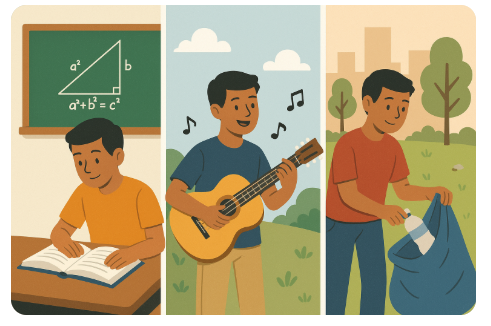 a²
b
a²+b² = c²